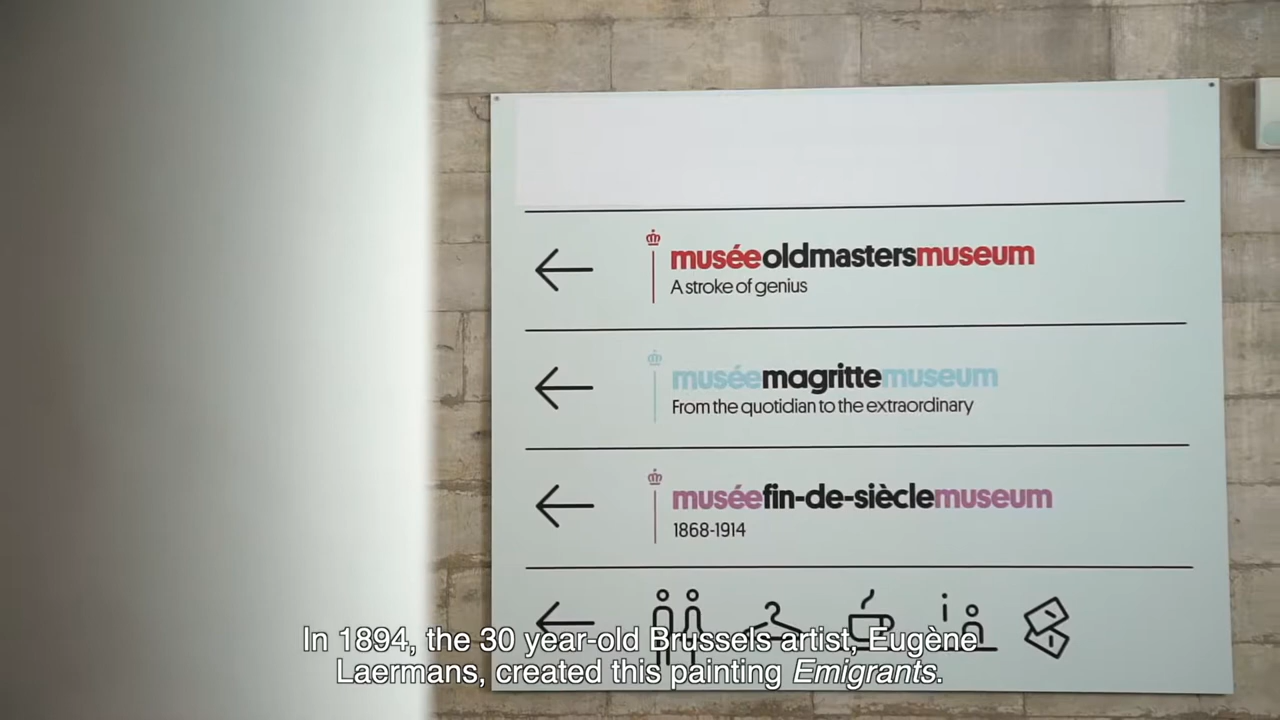 muséeoldmastersmuseum
A stroke of genius
muséemagrittemuseum
From the quotidian to the extraordinary
muséefin-de-sièclemuseum
1868-1914
i
In 1894, the 30 year-old Brussels artist, Eugène
Laermans, created this painting Emigrants.